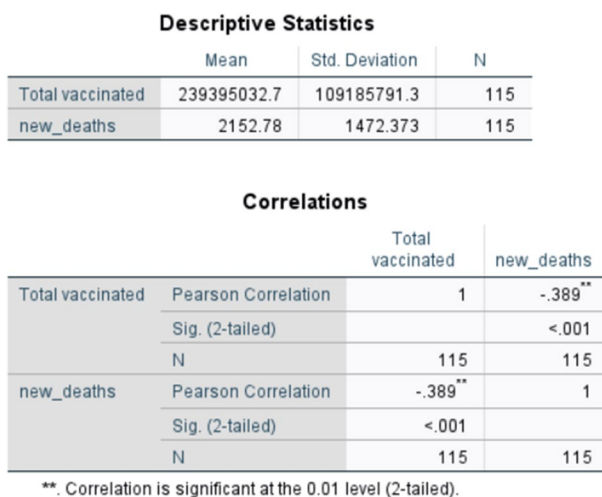 Descriptive Statistics
Mean Std. Deviation N
Total vaccinated 239395032.7 109185791.3 115
new_deaths 2152.78 1472.373 115
Correlations
Total
vaccinated new_deaths
Total vaccinated Pearson Correlation 1 -.389**
Sig. (2-tailed) <.001
N 115 115
new_deaths Pearson Correlation -.389** 1
Sig. (2-tailed) <.001
N 115 115
**. Correlation is significant at the 0.01 level (2-tailed).